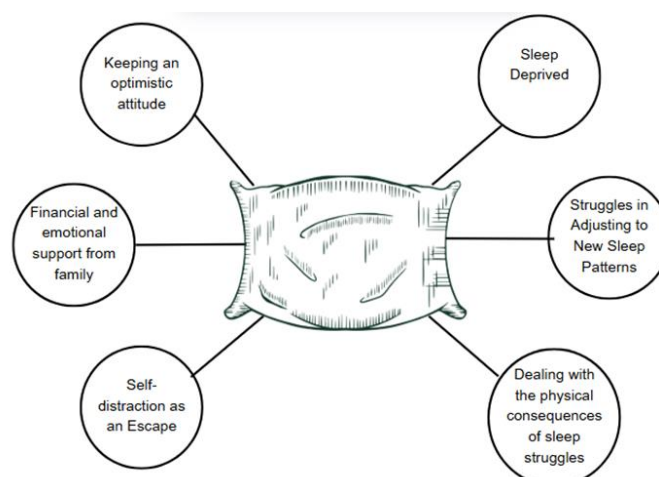 Keeping an
optimistic
attitude
Sleep
Deprived
Financial and
emotional
support from
family
Struggles in
Adjusting to
New Sleep
Patterns
Self-
distraction as
an Escape
Dealing with
the physical
consequences
of sleep
struggles